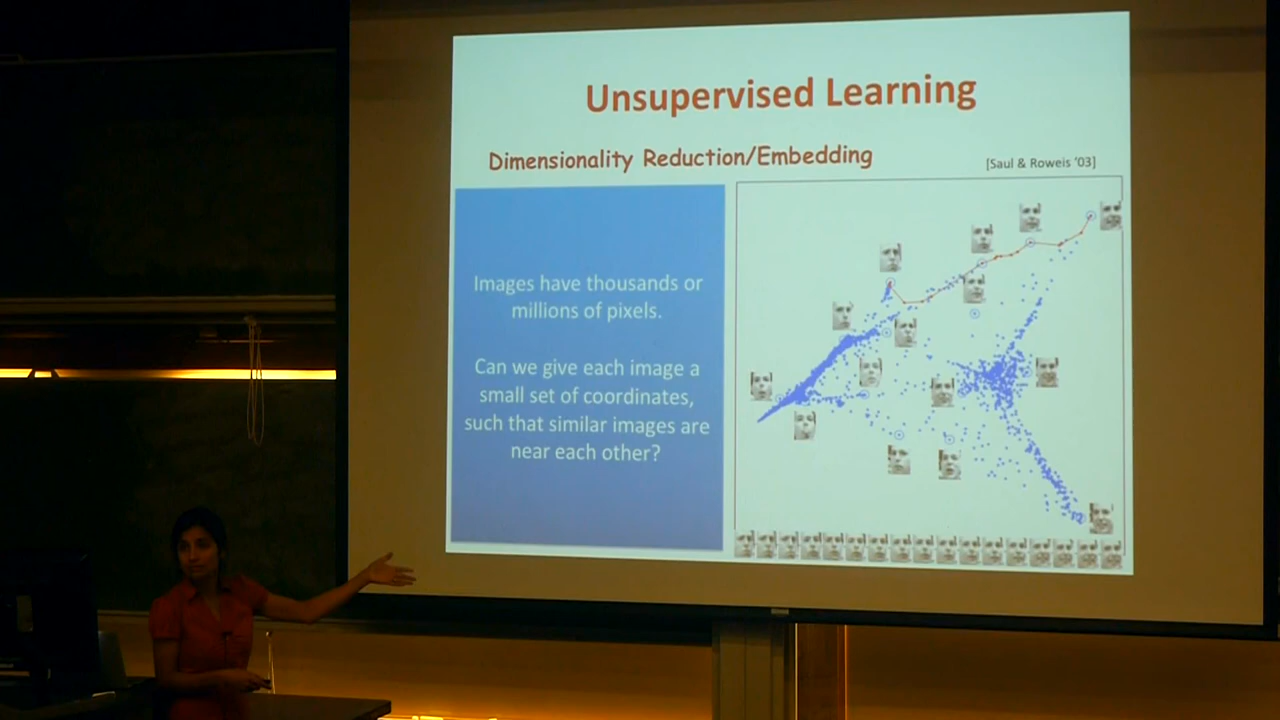 Unsupervised Learning
Dimensionality Reduction/Embedding
[Saul & Roweis ‘03]
Images have thousands or
millions of pixels.
Can we give each image a
small set of coordinates,
such that similar images are
near each other?